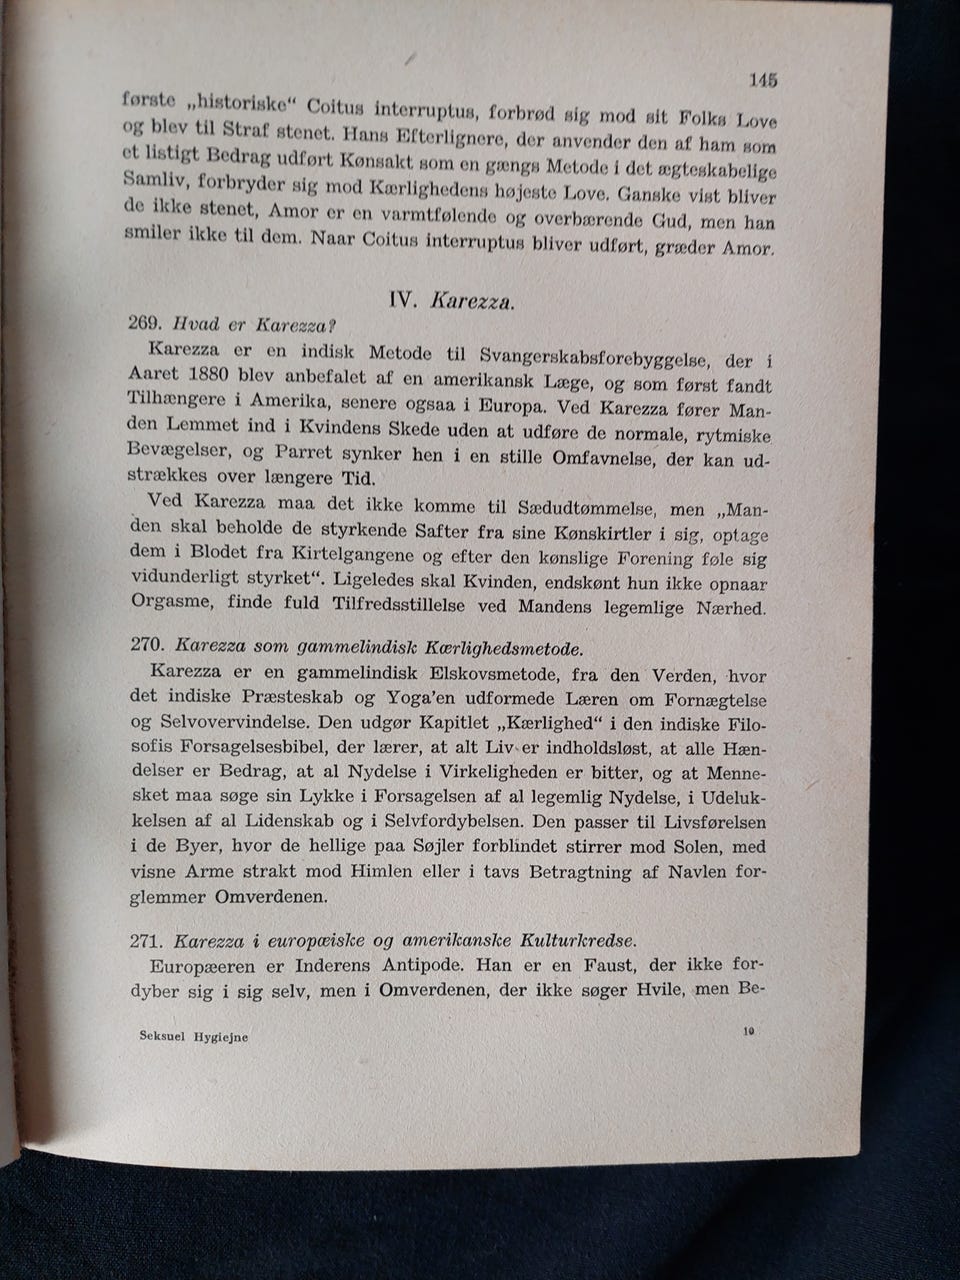 145
første „historiske“ Coitus interruptus, forbrød sig mod sit Folks Love
og blev til Straf stenet. Hans Efterlignere, der anvender den af ham som
et listigt Bedrag udført Kønsakt som en gængs Metode i det ægteskabelige
Samliv, forbryder sig mod Kærlighedens højeste Love. Ganske vist bliver
de ikke stenet, Amor er en varmtfølende og overbærende Gud, men han
smiler ikke til dem. Naar Coitus interruptus bliver udført, græder Amor.
IV. Karezza.
269. Hvad er Karezza?
Karezza er en indisk Metode til Svangerskabsforebyggelse, der i
Aaret 1880 blev anbefalet af en amerikansk Læge, og som først fandt
Tilhængere i Amerika, senere ogsaa i Europa. Ved Karezza fører Man-
den Lemmet ind i Kvindens Skede uden at udføre de normale, rytmiske
Bevægelser, og Parret synker hen i en stille Omfavnelse, der kan ud-
strækkes over længere Tid.
Ved Karezza maa det ikke komme til Sædudtømmelse, men „Man-
den skal beholde de styrkende Safter fra sine Kønskirtler i sig, optage
dem i Blodet fra Kirtelgangene og efter den kønslige Forening føle sig
vidunderligt styrket“. Ligeledes skal Kvinden, endskønt hun ikke opnaar
Orgasme, finde fuld Tilfredsstillelse ved Mandens legemlige Nærhed.
270. Karezza som gammelindisk Kærlighedsmetode.
Karezza er en gammelindisk Elskovsmetode, fra den Verden, hvor
det indiske Præsteskab og Yoga'en udformede Læren om Fornægtelse
og Selvovervindelse. Den udgør Kapitlet „Kærlighed“ i den indiske Filo-
sofis Forsagelsesbibel, der lærer, at alt Liv er indholdsløst, at alle Hæn-
delser er Bedrag, at al Nydelse i Virkeligheden er bitter, og at Menne-
sket maa søge sin Lykke i Forsagelsen af al legemlig Nydelse, i Udeluk-
kelsen af al Lidenskab og i Selvfordybelsen. Den passer til Livsførelsen
i de Byer, hvor de hellige paa Søjler forblindet stirrer mod Solen, med
visne Arme strakt mod Himlen eller i tavs Betragtning af Navlen for-
glemmer Omverdenen.
271. Karezza i europæiske og amerikanske Kulturkredse.
Europæeren er Inderens Antipode. Han er en Faust, der ikke for-
dyber sig i sig selv, men i Omverdenen, der ikke søger Hvile, men Be-
Seksuel Hygiejne 10